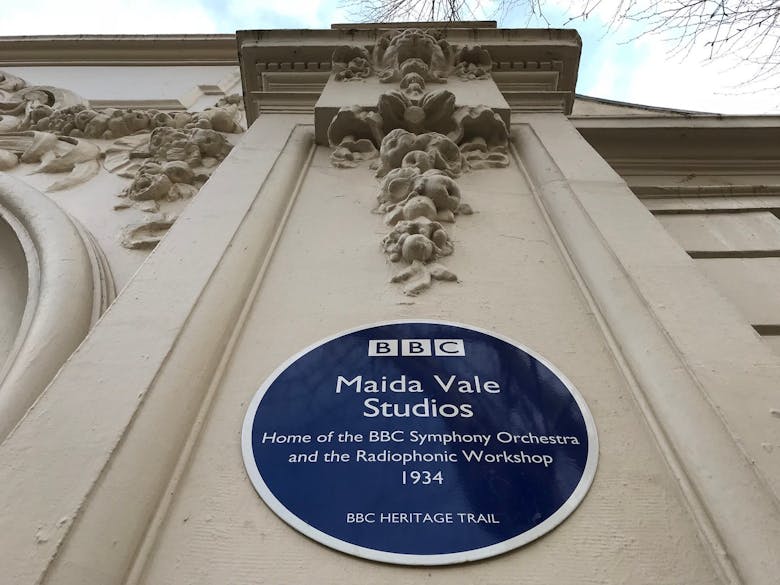 BBC
Maida Vale
Studios
Home of the BBC Symphony Orchestra
and the Radiophonic Workshop
1934
BBC HERITAGE TRAIL